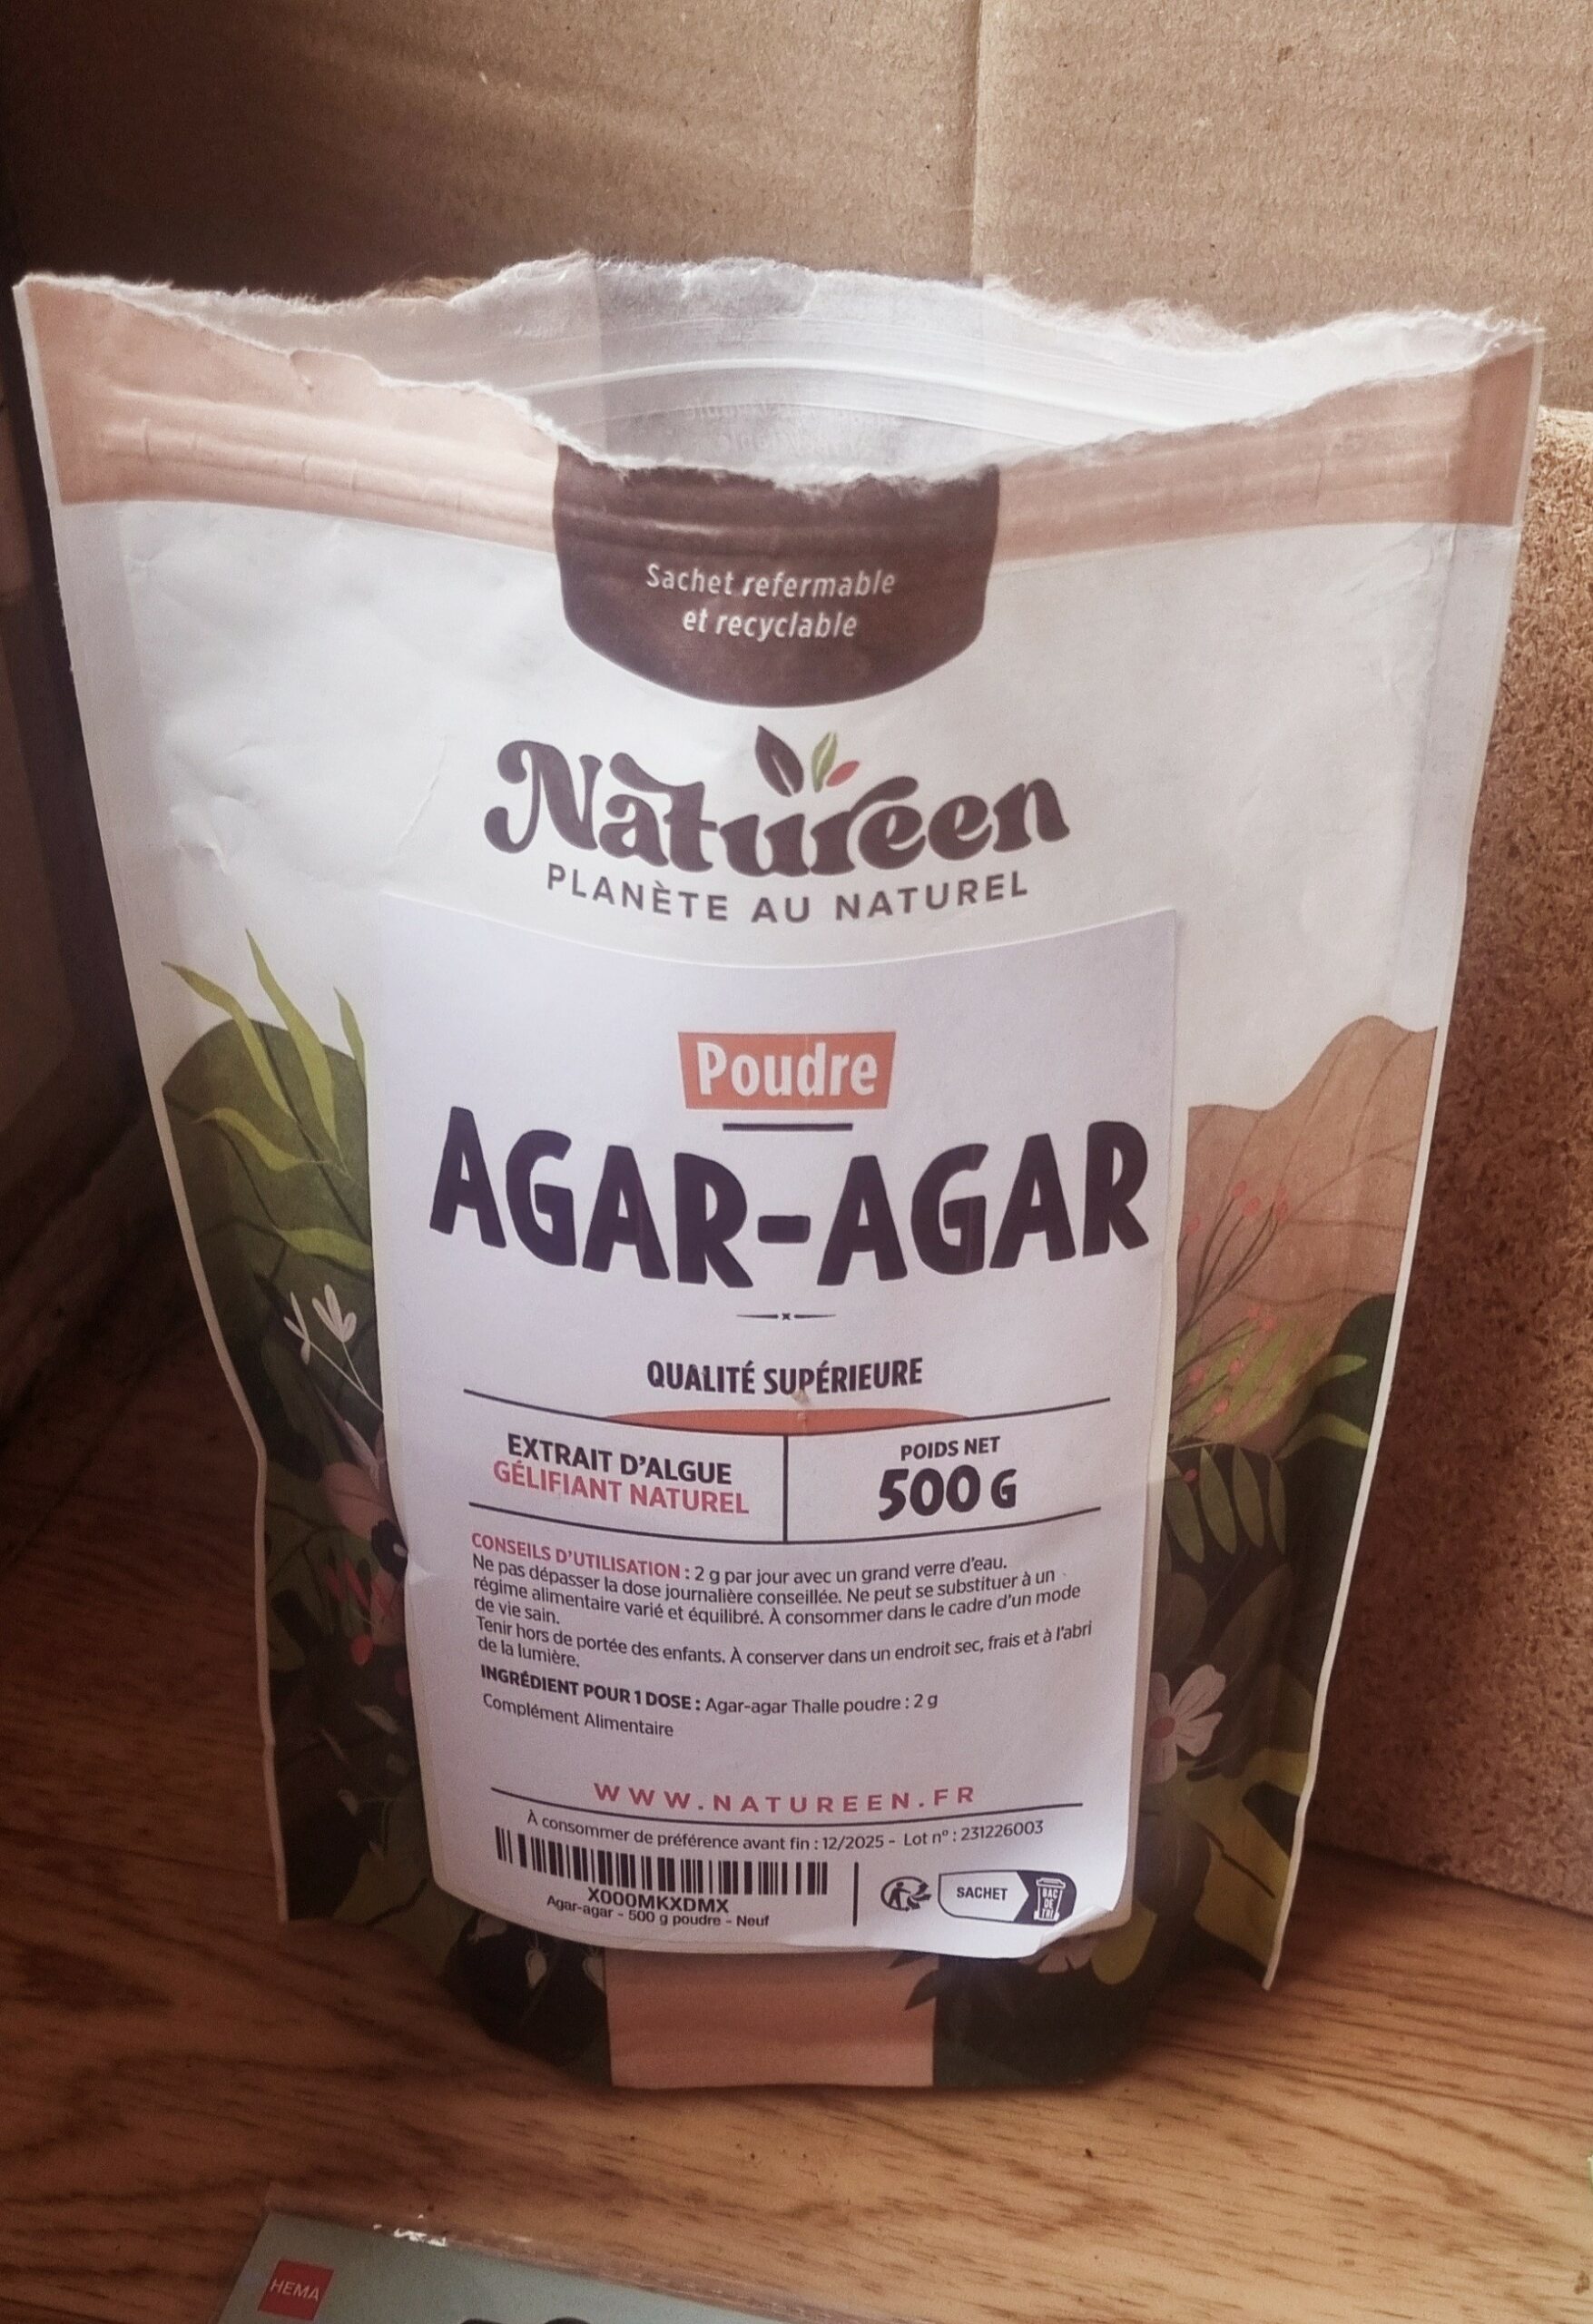 Sachet refermable
et recyclable
Natureen
PLANÈTE AU NATUREL
Poudre
AGAR-AGAR
QUALITÉ SUPÉRIEURE
EXTRAIT D'ALGUE
GÉLIFIANT NATUREL
POIDS NET
500 G
CONSEILS D'UTILISATION : 2 g par jour avec un grand verre d'eau.
Ne pas dépasser la dose journalière conseillée. Ne peut se substituer à un
régime alimentaire varié et équilibré. À consommer dans le cadre d'un mode
de vie sain.
Tenir hors de portée des enfants. À conserver dans un endroit sec, frais et à l'abri
de la lumière.
INGRÉDIENT POUR 1 DOSE : Agar-agar Thalle poudre : 2 g
Complément Alimentaire
WWW.NATUREEN.FR
À consommer de préférence avant fin : 12/2025 - Lot n° : 231226003
X000MKXDMX
Agar-agar - 500 g poudre - Neuf
SACHET
BAC
DE
TRI
HEMA